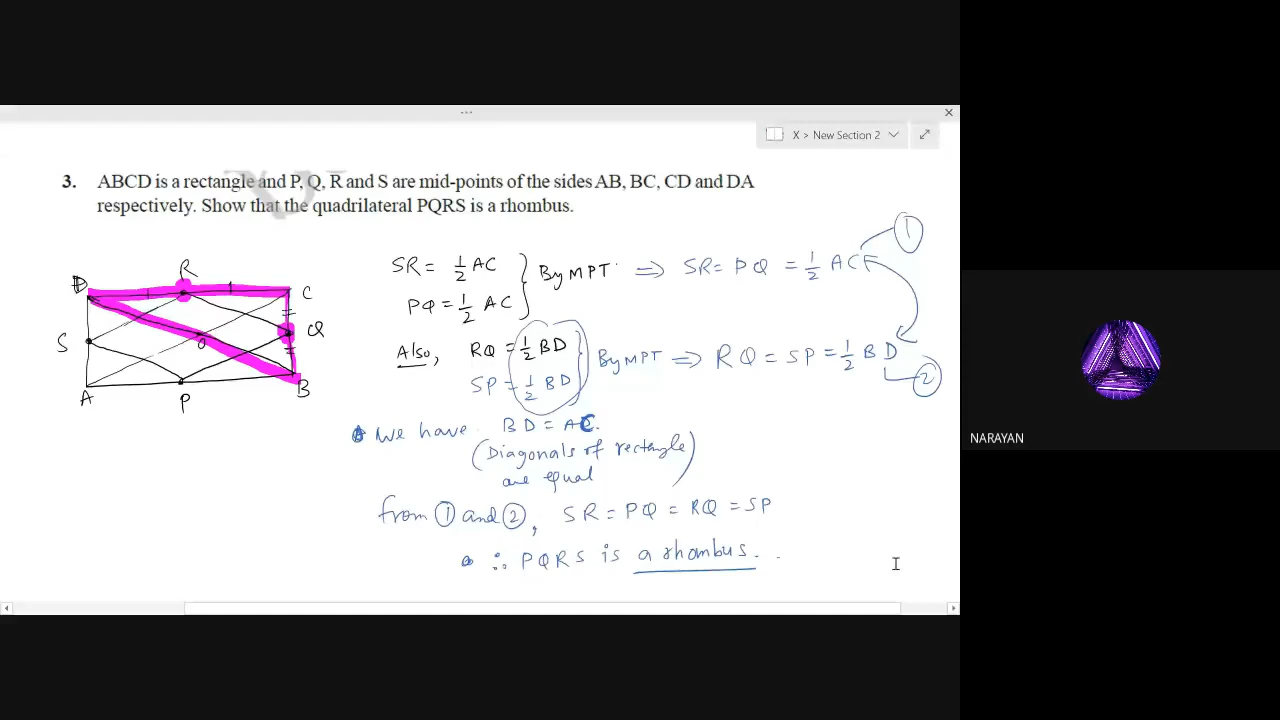 X > New Section 2
3. ABCD is a rectangle and P, Q, R and S are mid-points of the sides AB, BC, CD and DA
respectively. Show that the quadrilateral PQRS is a rhombus.
D R C
S O Q
A P B
SR = 1/2 AC } By MPT ⇒ SR = PQ = 1/2 AC ①
PQ = 1/2 AC
Also, RQ = 1/2 BD } By MPT ⇒ RQ = SP = 1/2 BD ②
SP = 1/2 BD
We have BD = AC.
(Diagonals of rectangle
are equal)
from ① and ②, SR = PQ = RQ = SP
∴ PQRS is a rhombus.
NARAYAN